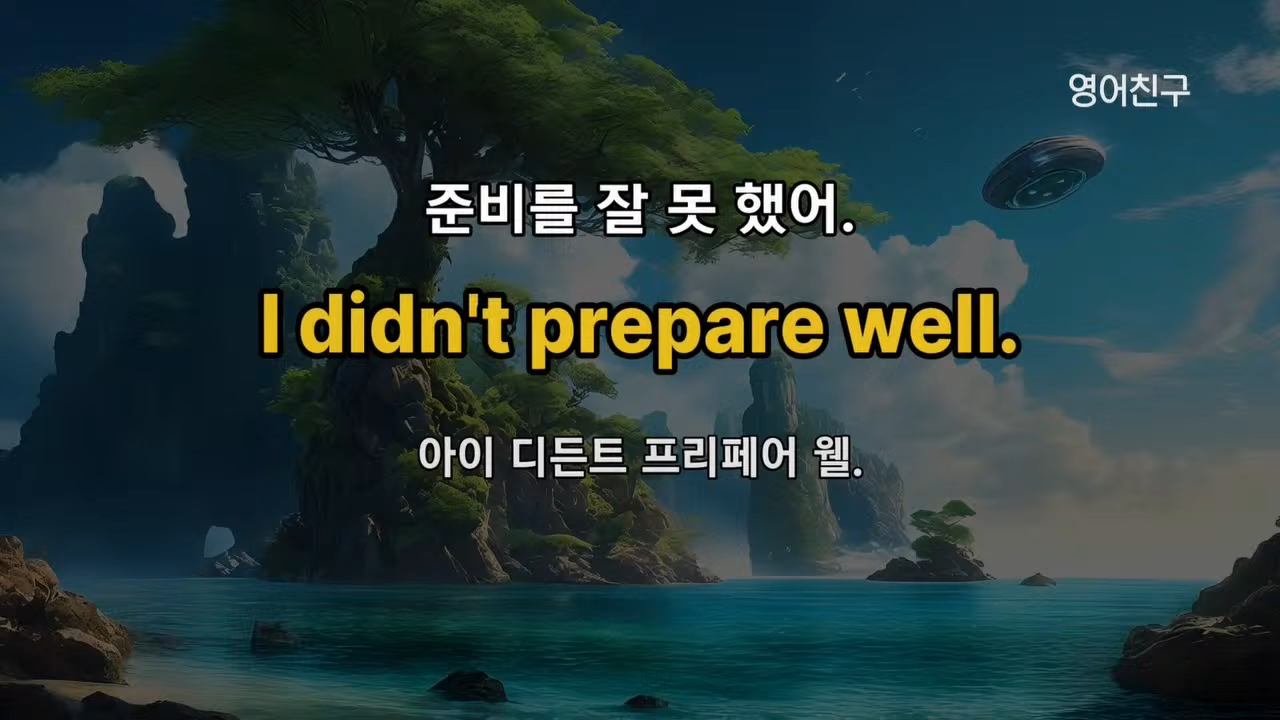 영어친구
준비를 잘 못 했어.
I didn't prepare well.
아이 디든트 프리페어 웰.